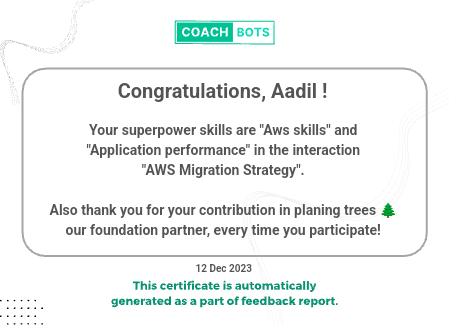 COACH BOTS
Congratulations, Aadil !
Your superpower skills are "Aws skills" and
"Application performance" in the interaction
"AWS Migration Strategy".
Also thank you for your contribution in planing trees 🌲
our foundation partner, every time you participate!
12 Dec 2023
This certificate is automatically
generated as a part of feedback report.